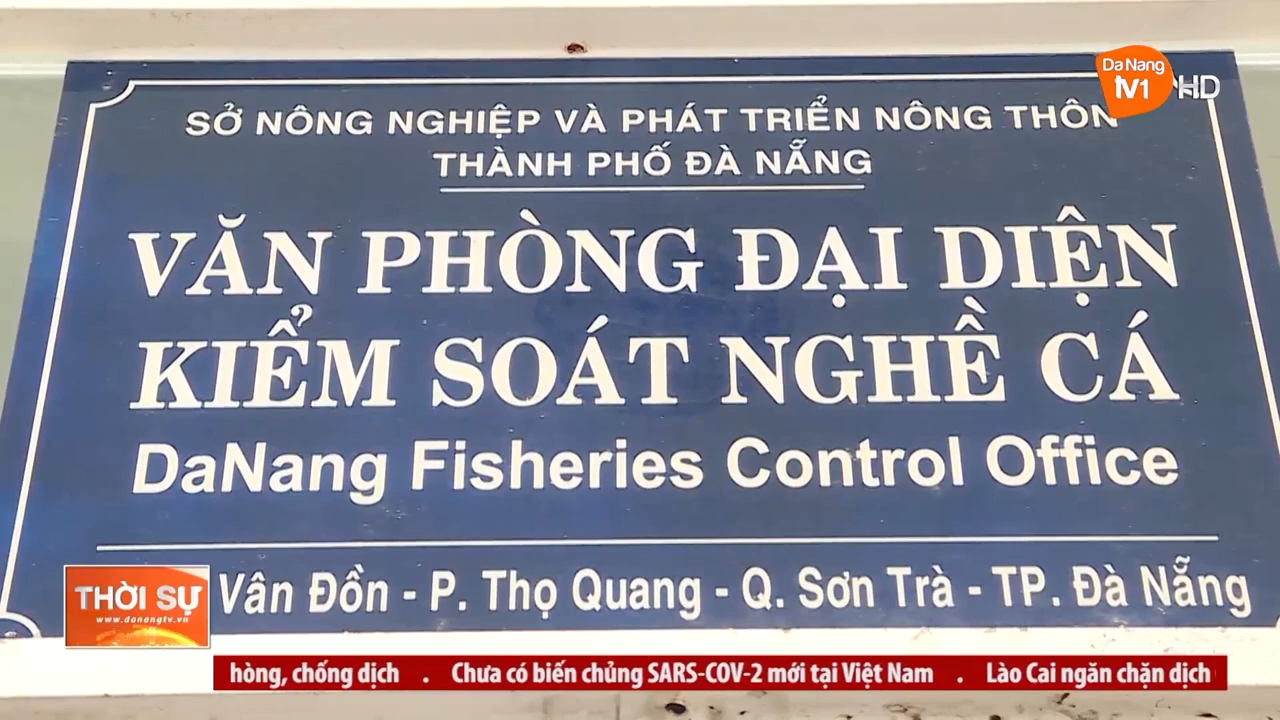 Da Nang
TV1 HD
SỞ NÔNG NGHIỆP VÀ PHÁT TRIỂN NÔNG THÔN
THÀNH PHỐ ĐÀ NẴNG
VĂN PHÒNG ĐẠI DIỆN
KIỂM SOÁT NGHỀ CÁ
DaNang Fisheries Control Office
Vân Đồn - P. Thọ Quang - Q. Sơn Trà - TP. Đà Nẵng
THỜI SỰ
www.danangtv.vn
hòng, chống dịch . Chưa có biến chủng SARS-COV-2 mới tại Việt Nam . Lào Cai ngăn chặn dịch